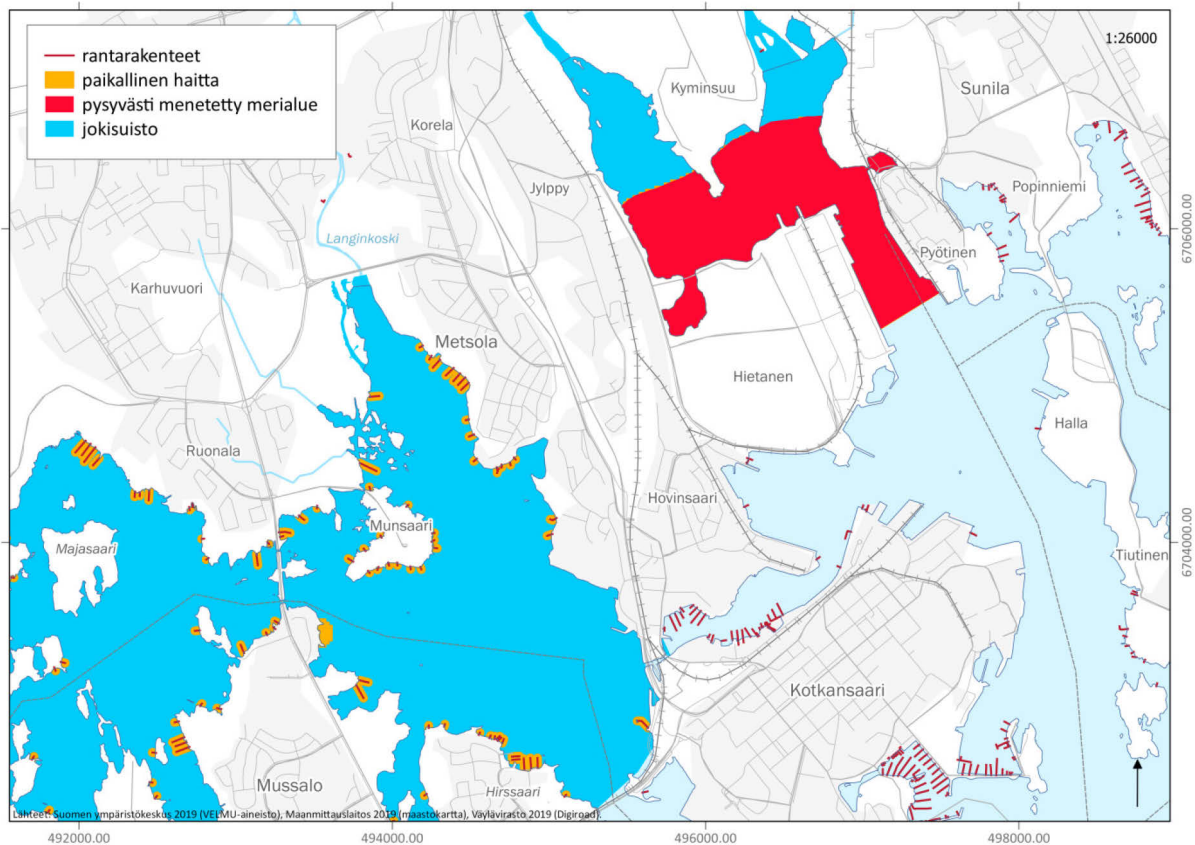 rantarakenteet
paikallinen haitta
pysyvästi menetetty merialue
jokisuisto
1:26000
Kyminsuu
Sunila
Korela
Jylppy
Popinniemi
Langinkoski
Pyötinen
Karhuvuori
6706000.00
Metsola
Hietanen
Halla
Ruonala
Hovinsaari
Munsaari
Majasaari
Tiutinen
6704000.00
Kotkansaari
Mussalo
Hirssaari
Lähteet: Suomen ympäristökeskus 2019 (VELMU-aineisto), Maanmittauslaitos 2019 (maastokartta), Väylävirasto 2019 (Digiroad).
492000.00
494000.00
496000.00
498000.00